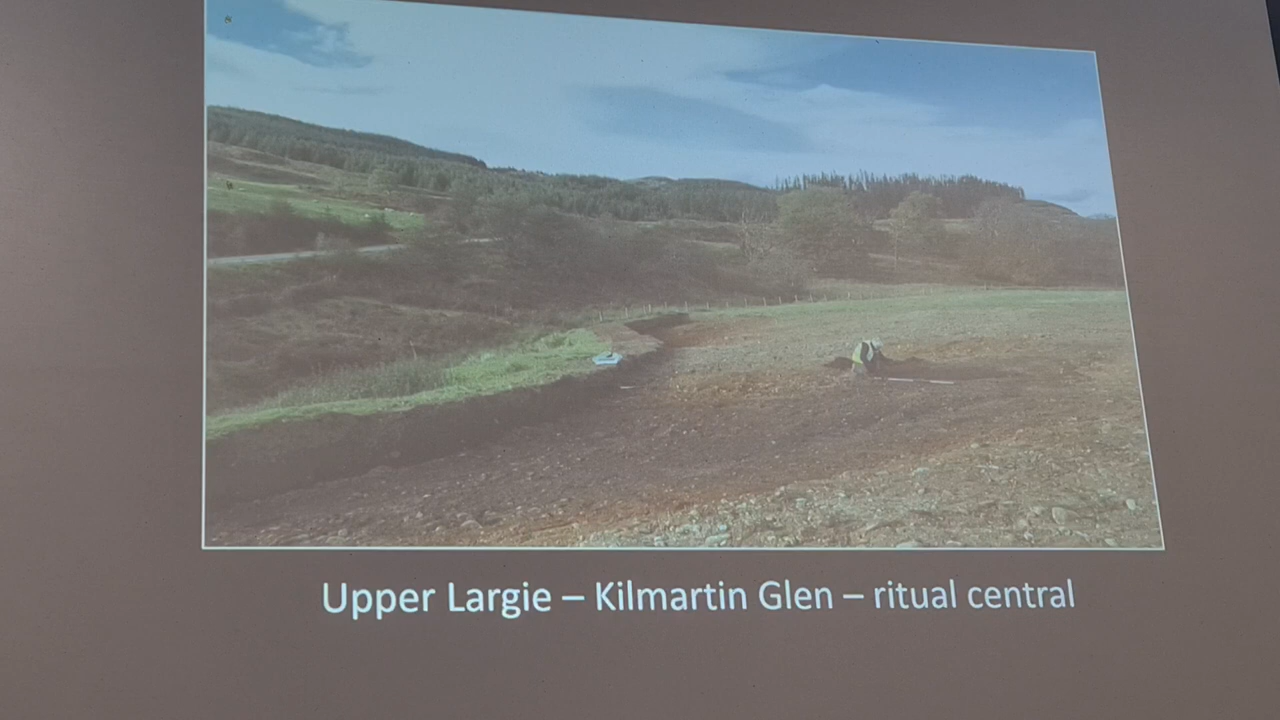 Upper Largie – Kilmartin Glen – ritual central